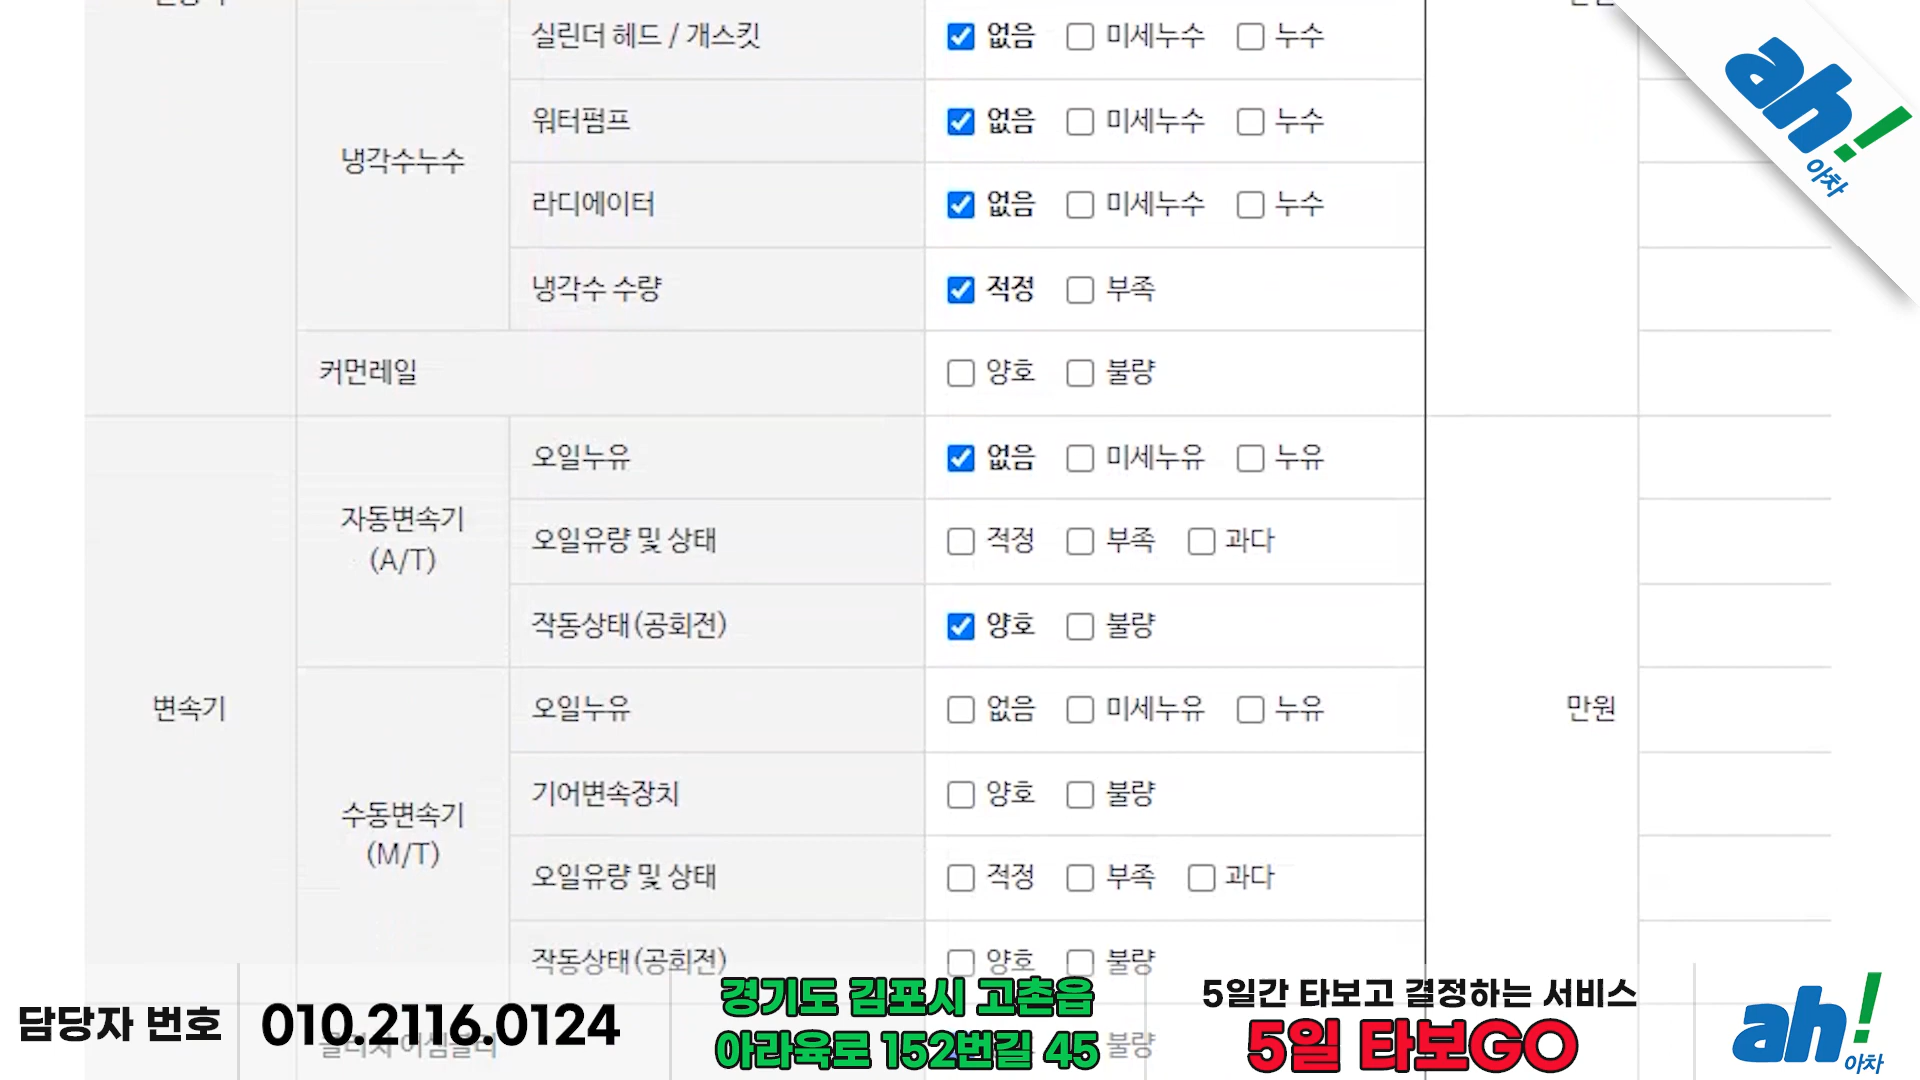 실린더 헤드 / 개스킷 없음 미세누수 누수
워터펌프 없음 미세누수 누수
냉각수누수
라디에이터 없음 미세누수 누수
냉각수 수량 적정 부족
커먼레일 양호 불량
오일누유 없음 미세누유 누유
자동변속기
(A/T)
오일유량 및 상태 적정 부족 과다
작동상태(공회전) 양호 불량
변속기
오일누유 없음 미세누유 누유
만원
기어변속장치 양호 불량
수동변속기
(M/T)
오일유량 및 상태 적정 부족 과다
작동상태(공회전) 양호 불량
불량
ah!
아차
담당자 번호 010.2116.0124
경기도 김포시 고촌읍
아라육로 152번길 45
5일간 타보고 결정하는 서비스
5일 타보GO
ah!
아차